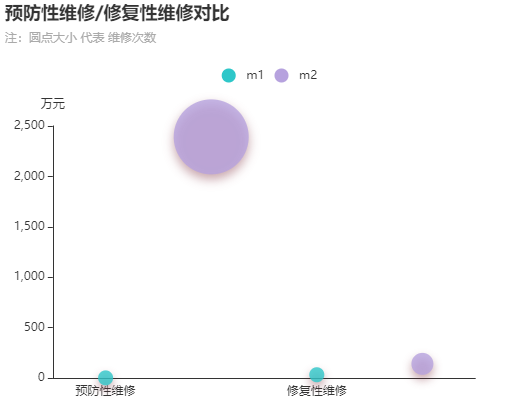 预防性维修/修复性维修对比
注：圆点大小 代表 维修次数
m1 m2
万元
2,500
2,000
1,500
1,000
500
0
预防性维修 修复性维修